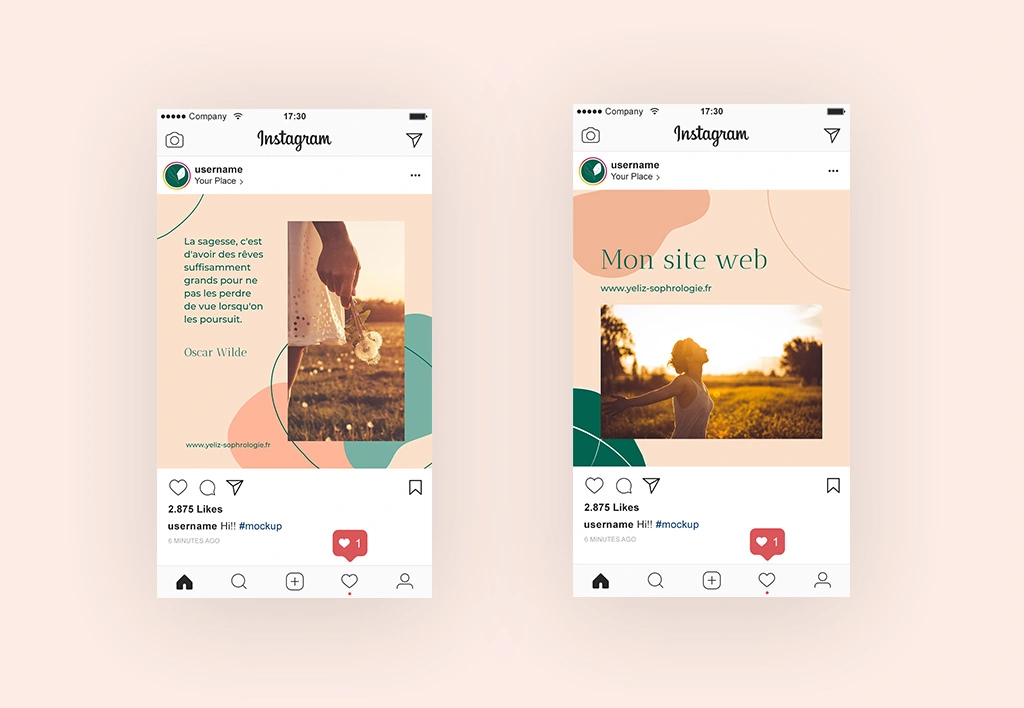 Company 17:30
Instagram
username
Your Place >
La sagesse, c'est
d'avoir des rêves
suffisamment
grands pour ne
pas les perdre
de vue lorsqu'on
les poursuit.
Oscar Wilde
www.yeliz-sophrologie.fr
2.875 Likes
username Hi!! #mockup
6 MINUTES AGO
1
Company 17:30
Instagram
username
Your Place >
Mon site web
www.yeliz-sophrologie.fr
2.875 Likes
username Hi!! #mockup
6 MINUTES AGO
1